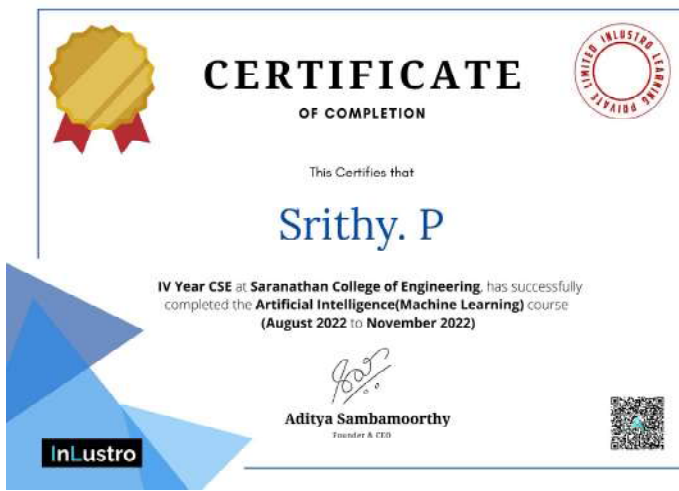 CERTIFICATE
INLUSTRO LEARNING PRIVATE LIMITED
OF COMPLETION
This Certifies that
Srithy. P
IV Year CSE at Saranathan College of Engineering, has successfully
completed the Artificial Intelligence(Machine Learning) course
(August 2022 to November 2022)
Aditya Sambamoorthy
Founder & CEO
InLustro